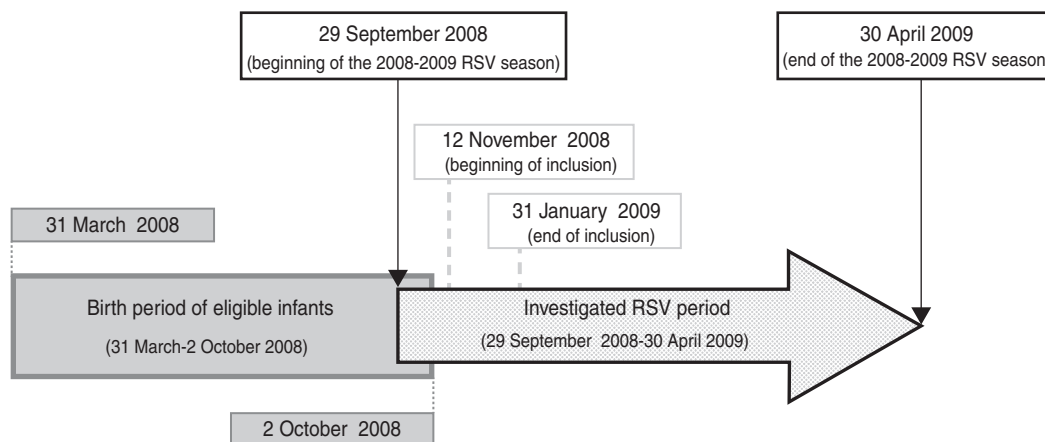 29 September 2008
(beginning of the 2008-2009 RSV season)
30 April 2009
(end of the 2008-2009 RSV season
12 November 2008
(beginning of inclusion)
31 January 2009
(end of inclusion)
31 March 2008
Birth period of eligible infants
(31 March-2 October 2008)
Investigated RSV period
(29 September 2008-30 April 2009)
2 October 2008